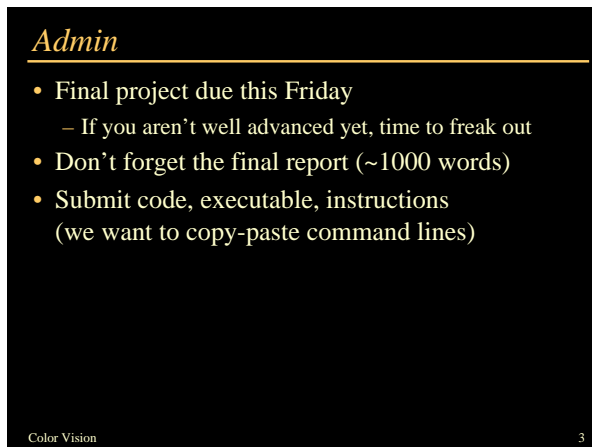 Admin
• Final project due this Friday
– If you aren't well advanced yet, time to freak out
• Don't forget the final report (~1000 words)
• Submit code, executable, instructions
(we want to copy-paste command lines)
Color Vision 3